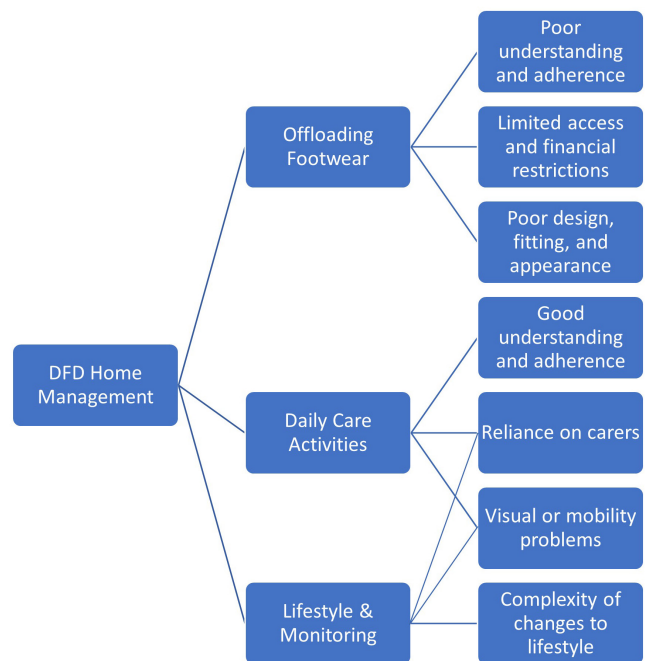 DFD Home
Management
Offloading
Footwear
Poor
understanding
and adherence
Limited access
and financial
restrictions
Poor design,
fitting, and
appearance
Daily Care
Activities
Good
understanding
and adherence
Reliance on carers
Visual or mobility
problems
Lifestyle &
Monitoring
Complexity of
changes to
lifestyle